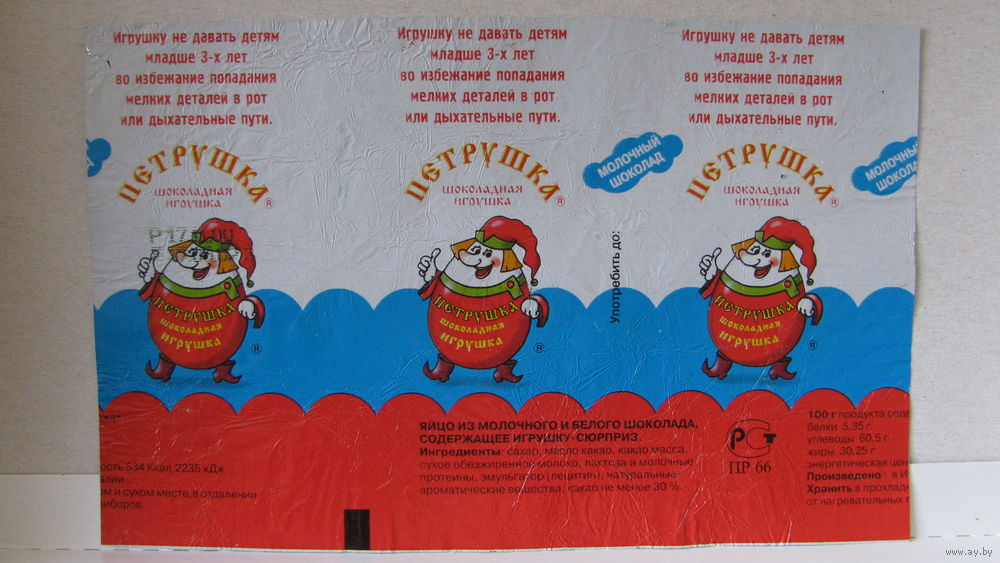 Игрушку не давать детям
младше 3-х лет
во избежание попадания
мелких деталей в рот
или дыхательные пути.
Игрушку не давать детям
младше 3-х лет
во избежание попадания
мелких деталей в рот
или дыхательные пути.
Игрушку не давать детям
младше 3-х лет
во избежание попадания
мелких деталей в рот
или дыхательные пути.
ПЕТРУШКА
шоколадная
игрушка
®
ПЕТРУШКА
шоколадная
игрушка
®
МОЛОЧНЫЙ
ШОКОЛАД
ПЕТРУШКА
шоколадная
игрушка
®
МОЛОЧНЫЙ
ШОКОЛА
ПЕТРУШКА
шоколадная
игрушка
®
ПЕТРУШКА
шоколадная
игрушка
®
Употребить до:
ПЕТРУШКА
шоколадная
игрушка
®
ость 534 Ккал, 2235 кДж
алии
ом и сухом месте, в отдалении
риборов.
ЯЙЦО ИЗ МОЛОЧНОГО И БЕЛОГО ШОКОЛАДА,
СОДЕРЖАЩЕЕ ИГРУШКУ-СЮРПРИЗ.
Ингредиенты: сахар, масло какао, какао масса,
сухое обезжиренное молоко, лактоза и молочные
протеины, эмульгатор (лецитин), натуральные
ароматические вещества, какао не менее 30 %.
РСТ
ПР 66
100 г продукта соде
белки 5,35 г
углеводы 60,5 г
жиры 30,25 г
энергетическая цен
Произведено: в И
Хранить в прохлад
от нагревательных п
www.ay.by